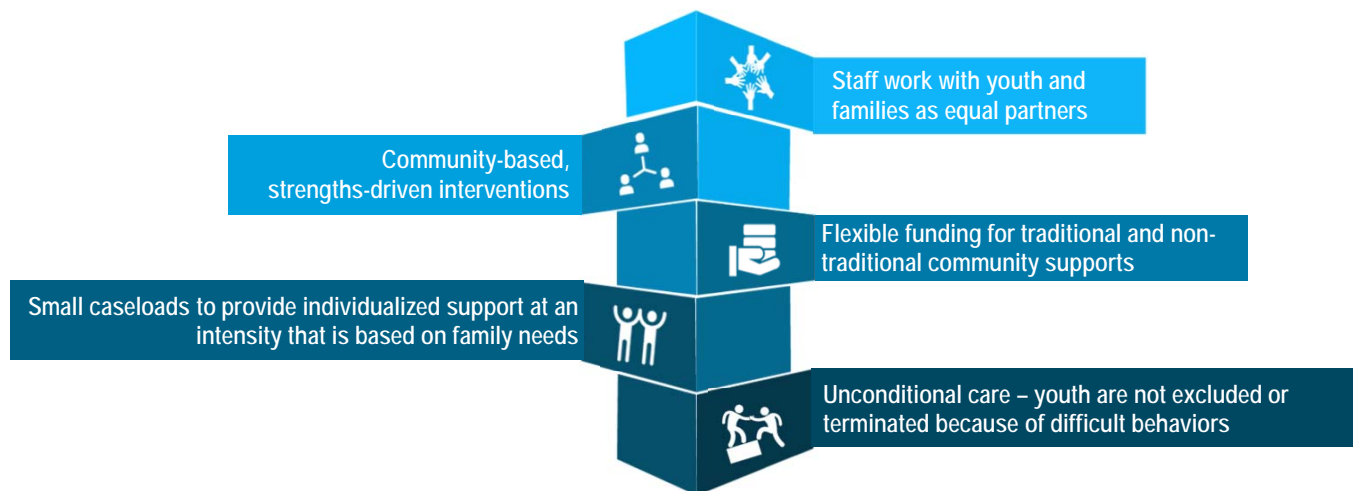 Staff work with youth and
families as equal partners
Community-based,
strengths-driven interventions
Flexible funding for traditional and non-
traditional community supports
Small caseloads to provide individualized support at an
intensity that is based on family needs
Unconditional care – youth are not excluded or
terminated because of difficult behaviors